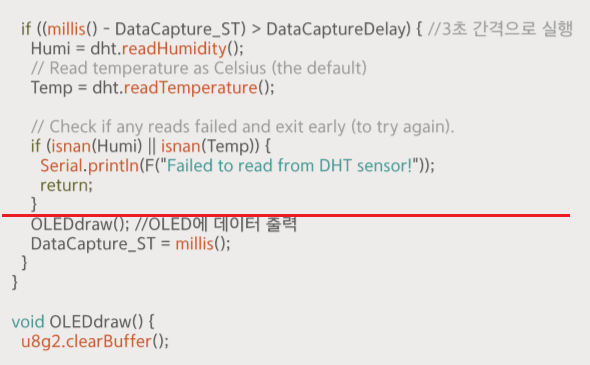 if ((millis() - DataCapture_ST) > DataCaptureDelay) { //3초 간격으로 실행
Humi = dht.readHumidity();
// Read temperature as Celsius (the default)
Temp = dht.readTemperature();
// Check if any reads failed and exit early (to try again).
if (isnan(Humi) || isnan(Temp)) {
Serial.println(F("Failed to read from DHT sensor!"));
return;
}
OLEDdraw(); //OLED에 데이터 출력
DataCapture_ST = millis();
}
}
void OLEDdraw() {
u8g2.clearBuffer();